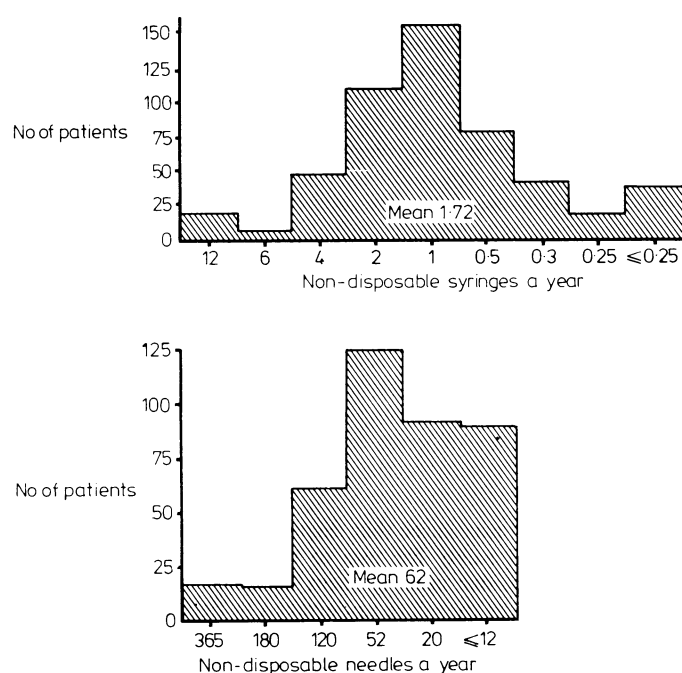 150
125
100
No of patients
75
50
25
0
Mean 1·72
12 6 4 2 1 0·5 0·3 0·25 ⩽0·25
Non-disposable syringes a year
125
100
75
No of patients
50
25
0
Mean 62
365 180 120 52 20 ⩽12
Non-disposable needles a year